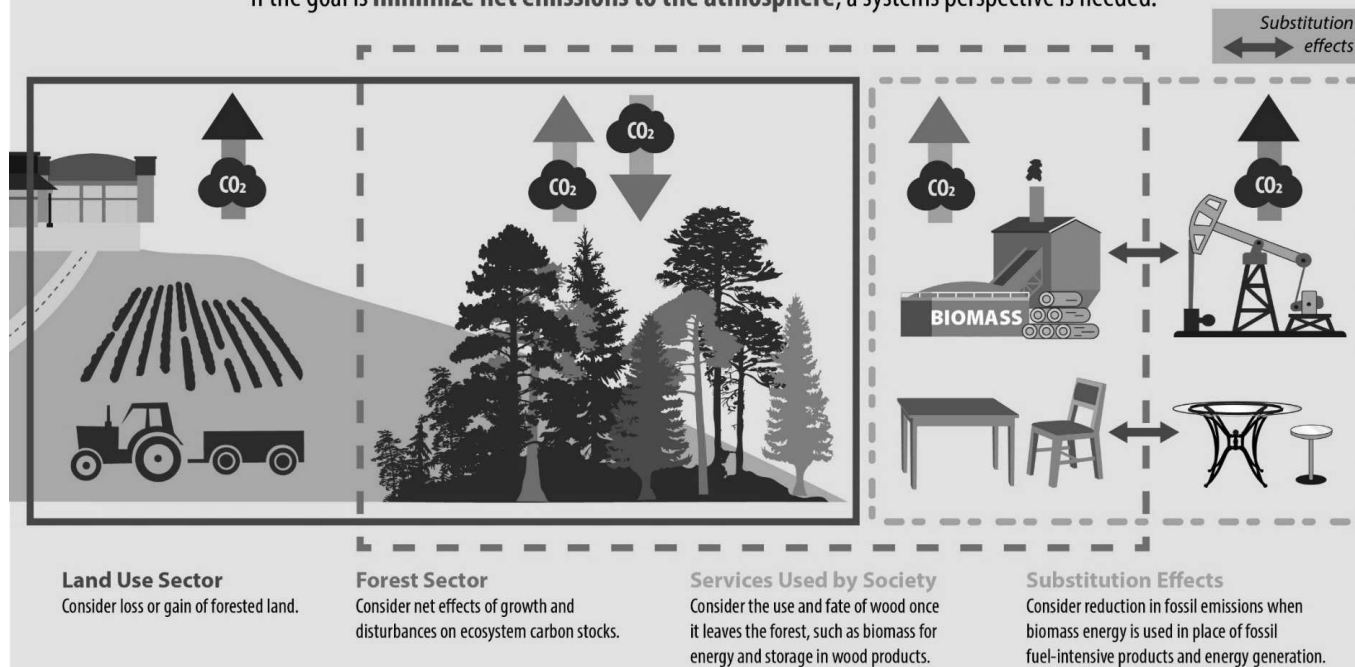 If the goal is minimize net emissions to the atmosphere, a systems perspective is needed.
Substitution
effects
CO₂
CO₂
CO₂
CO₂
CO₂
BIOMASS
Land Use Sector
Consider loss or gain of forested land.
Forest Sector
Consider net effects of growth and
disturbances on ecosystem carbon stocks.
Services Used by Society
Consider the use and fate of wood once
it leaves the forest, such as biomass for
energy and storage in wood products.
Substitution Effects
Consider reduction in fossil emissions when
biomass energy is used in place of fossil
fuel-intensive products and energy generation.